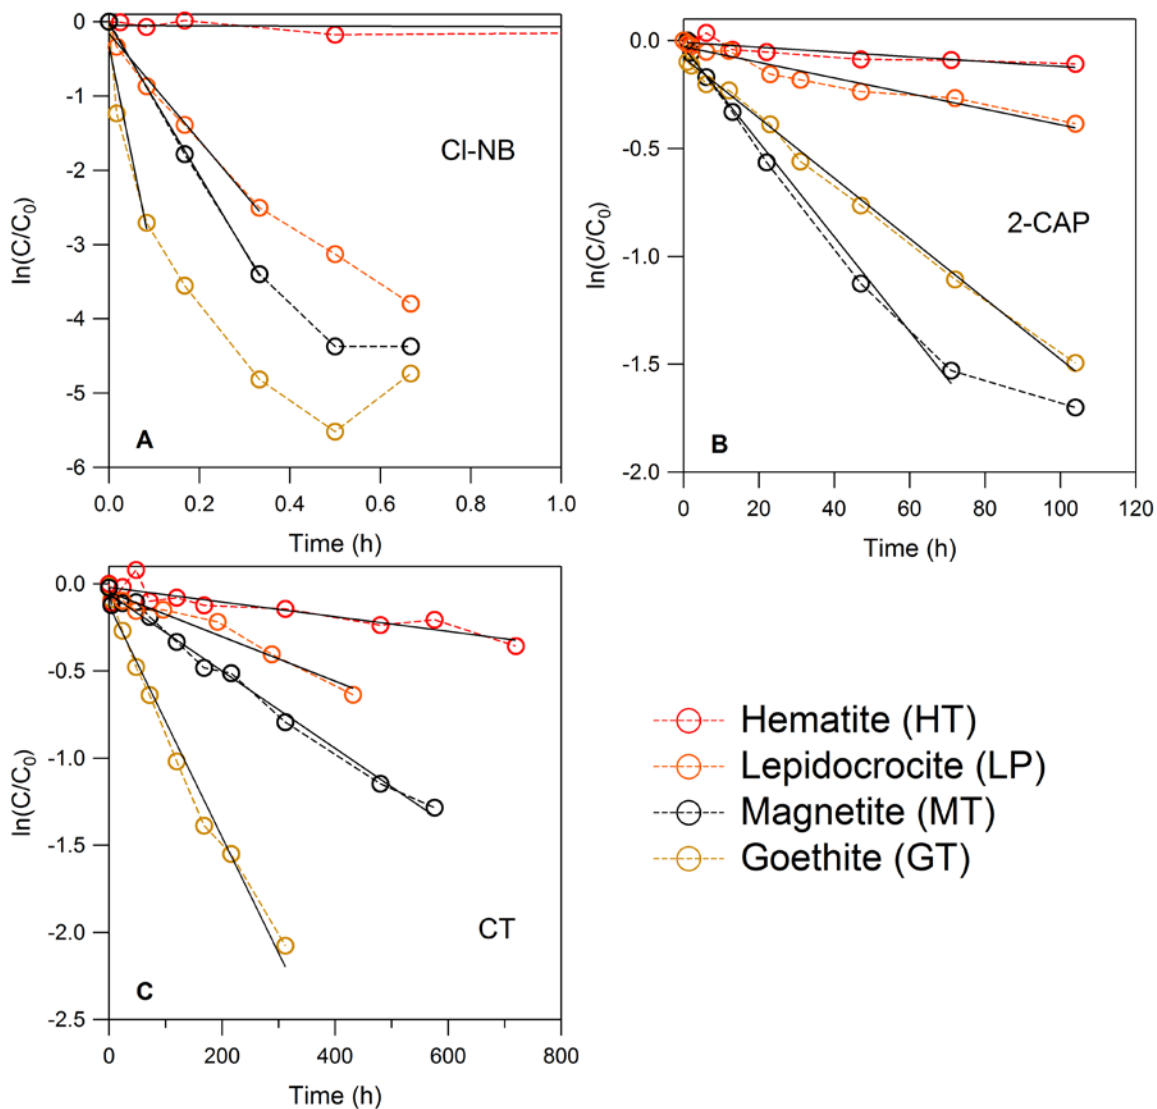 -0
-1
-2
-3
-4
-5
-6
ln(C/C0)
Cl-NB
A
0.0 0.2 0.4 0.6 0.8 1.0
Time (h)
0.0
-0.5
-1.0
-1.5
-2.0
ln(C/C0)
2-CAP
B
0 20 40 60 80 100 120
Time (h)
0.0
-0.5
-1.0
-1.5
-2.0
-2.5
ln(C/C0)
CT
C
0 200 400 600 800
Time (h)
Hematite (HT)
Lepidocrocite (LP)
Magnetite (MT)
Goethite (GT)